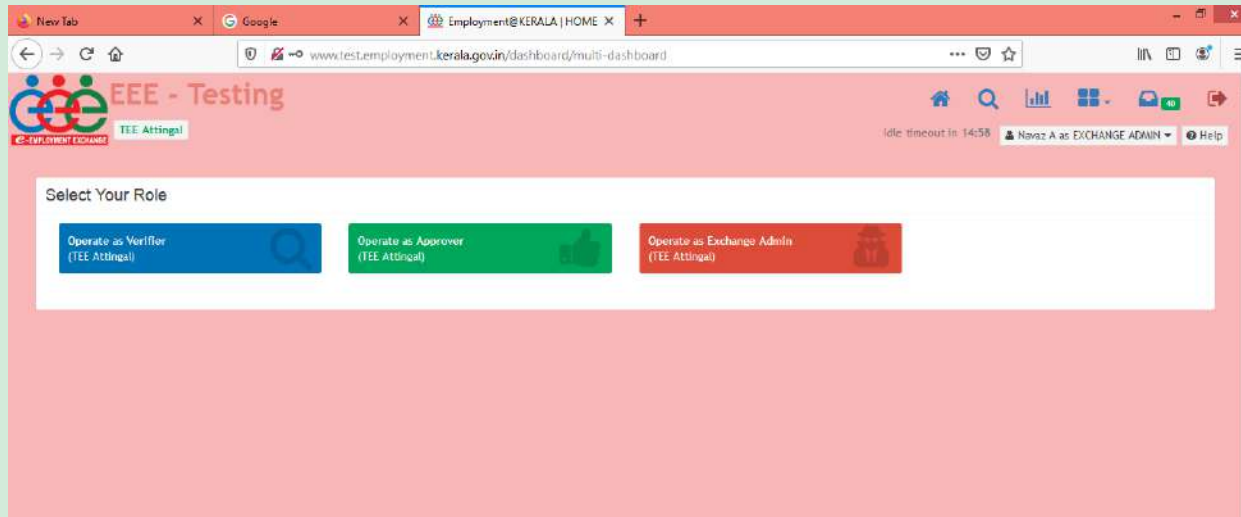 New Tab
Google
Employment@KERALA | HOME
www.test.employment.kerala.gov.in/dashboard/multi-dashboard
EEE - Testing
e-EMPLOYMENT EXCHANGE
TEE Attingal
40
Idle timeout in 14:58
Navaz A as EXCHANGE ADMIN
Help
Select Your Role
Operate as Verifier
(TEE Attingal)
Operate as Approver
(TEE Attingal)
Operate as Exchange Admin
(TEE Attingal)